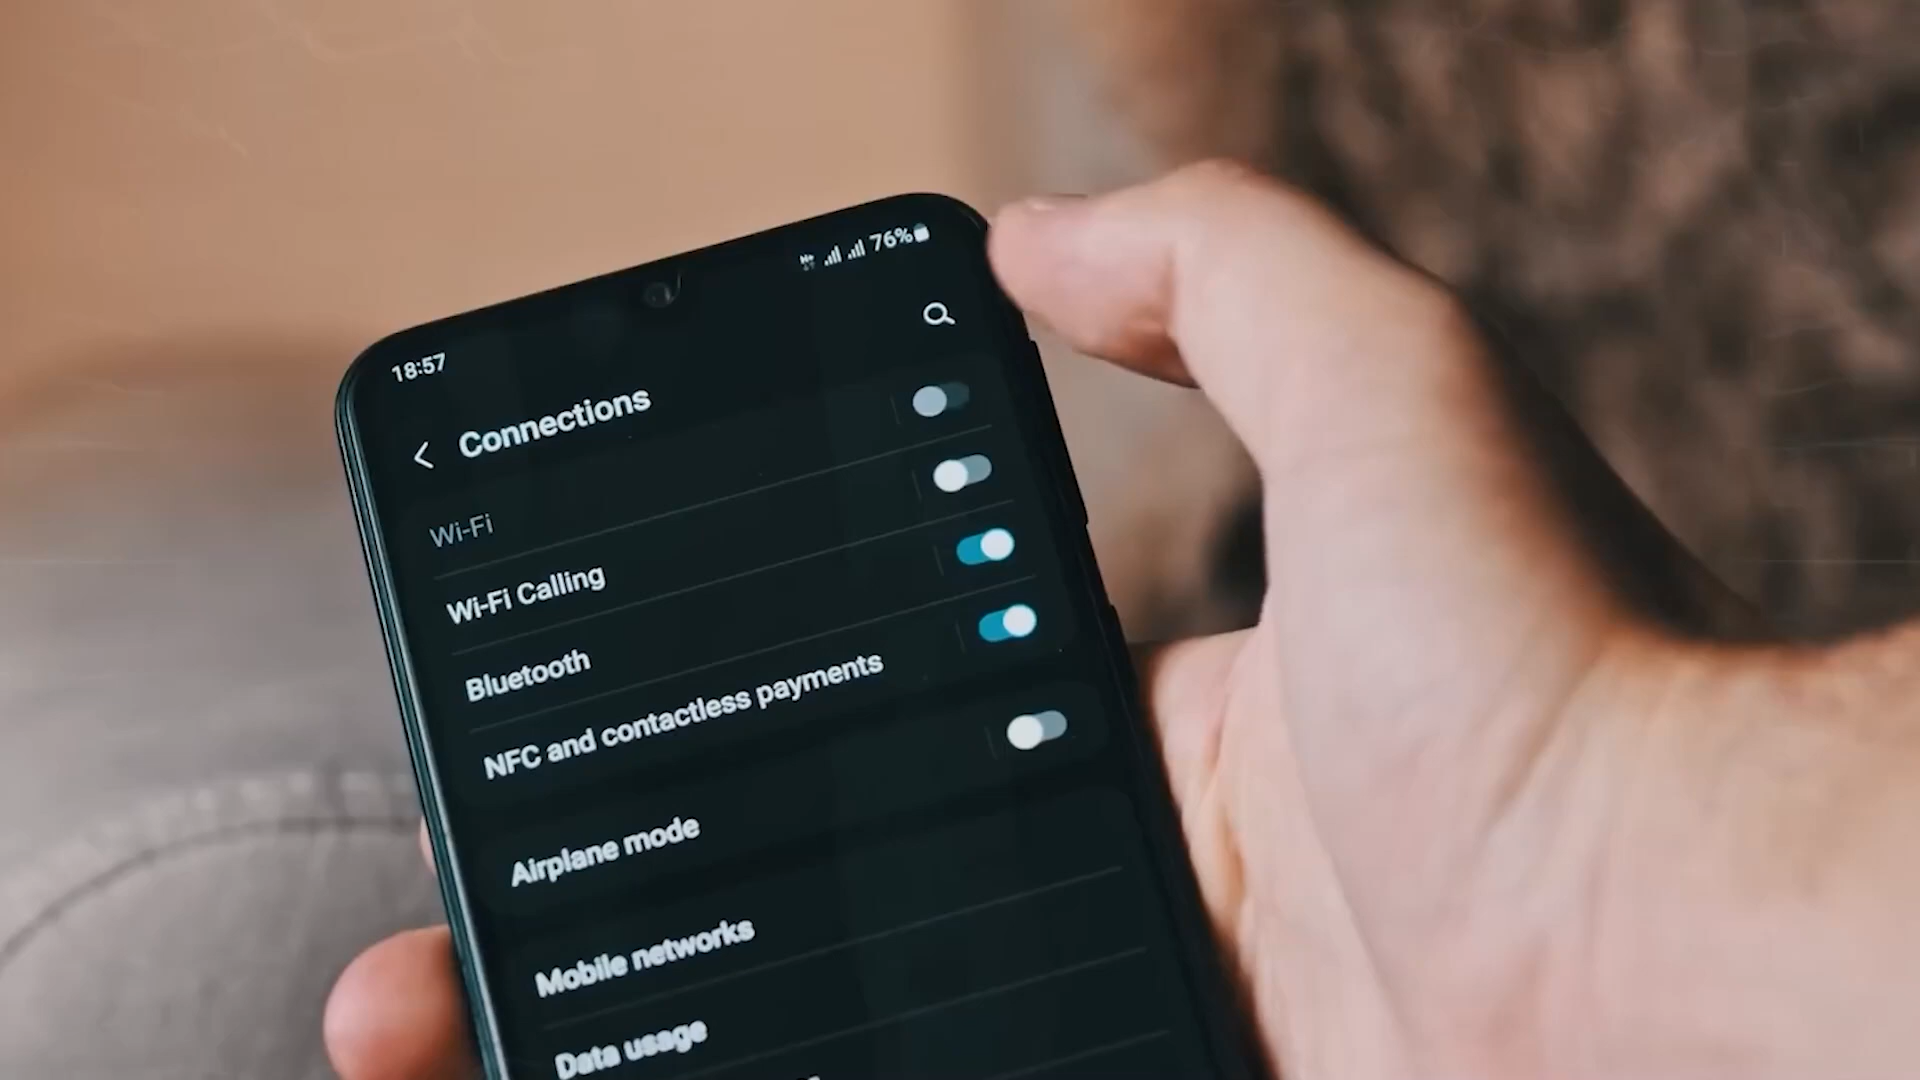 18:57
76%
Connections
Wi-Fi
Wi-Fi Calling
Bluetooth
NFC and contactless payments
Airplane mode
Mobile networks
Data usage